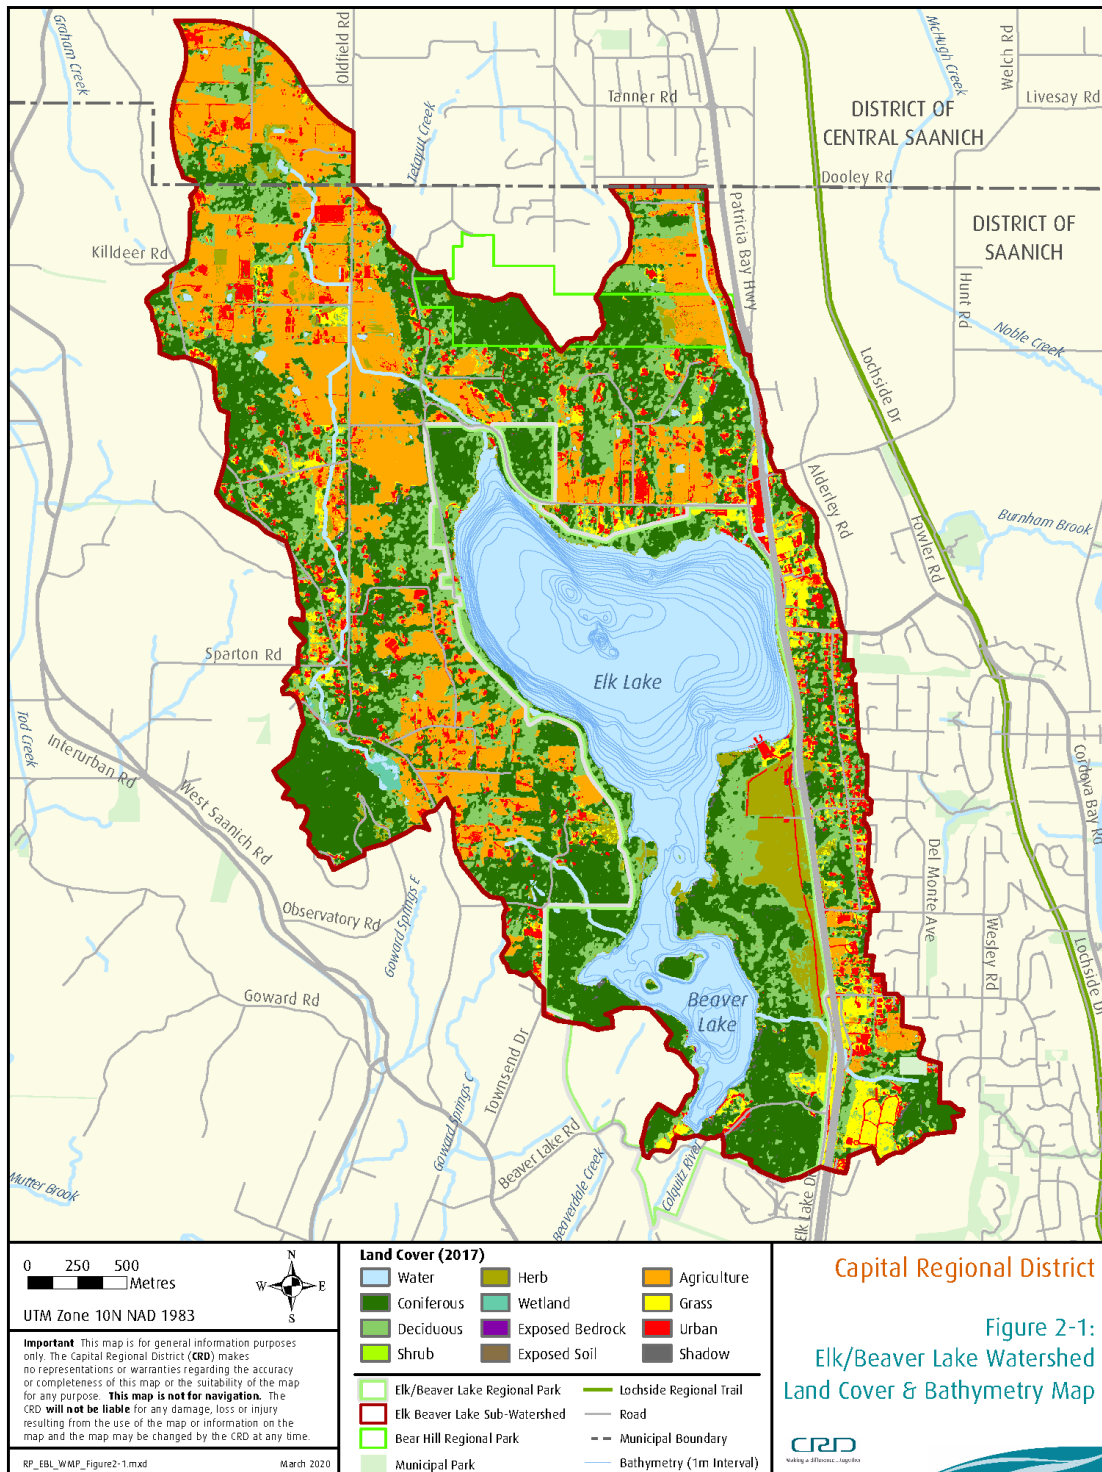 Graham Creek
Oldfield Rd
Tetayut Creek
Tanner Rd
McHugh Creek
Welch Rd
Livesay Rd
DISTRICT OF
CENTRAL SAANICH
Dooley Rd
DISTRICT OF
SAANICH
Patricia Bay Hwy
Killdeer Rd
Hunt Rd
Noble Creek
Lochside Dr
Alderley Rd
Fowler Rd
Burnham Brook
Elk Lake
Sparton Rd
Tod Creek
Interurban Rd
West Saanich Rd
Cordova Bay Rd
Del Monte Ave
Wesley Rd
Lochside Dr
Observatory Rd
Goward Springs E
Goward Rd
Beaver
Lake
Townsend Dr
Goward Springs C
Beaver Lake Rd
Beaverdale Creek
Colquitz River
Elk Lake Dr
Mutter Brook
0 250 500
Metres
UTM Zone 10N NAD 1983
N
W E
S
Important This map is for general information purposes
only. The Capital Regional District (CRD) makes
no representations or warranties regarding the accuracy
or completeness of this map or the suitability of the map
for any purpose. This map is not for navigation. The
CRD will not be liable for any damage, loss or injury
resulting from the use of the map or information on the
map and the map may be changed by the CRD at any time.
RP_EBL_WMP_Figure2-1.mxd March 2020
Land Cover (2017)
Water Herb Agriculture
Coniferous Wetland Grass
Deciduous Exposed Bedrock Urban
Shrub Exposed Soil Shadow
Elk/Beaver Lake Regional Park Lochside Regional Trail
Elk Beaver Lake Sub-Watershed Road
Bear Hill Regional Park Municipal Boundary
Municipal Park Bathymetry (1m Interval)
Capital Regional District
Figure 2-1:
Elk/Beaver Lake Watershed
Land Cover & Bathymetry Map
CRD
Making a difference...together